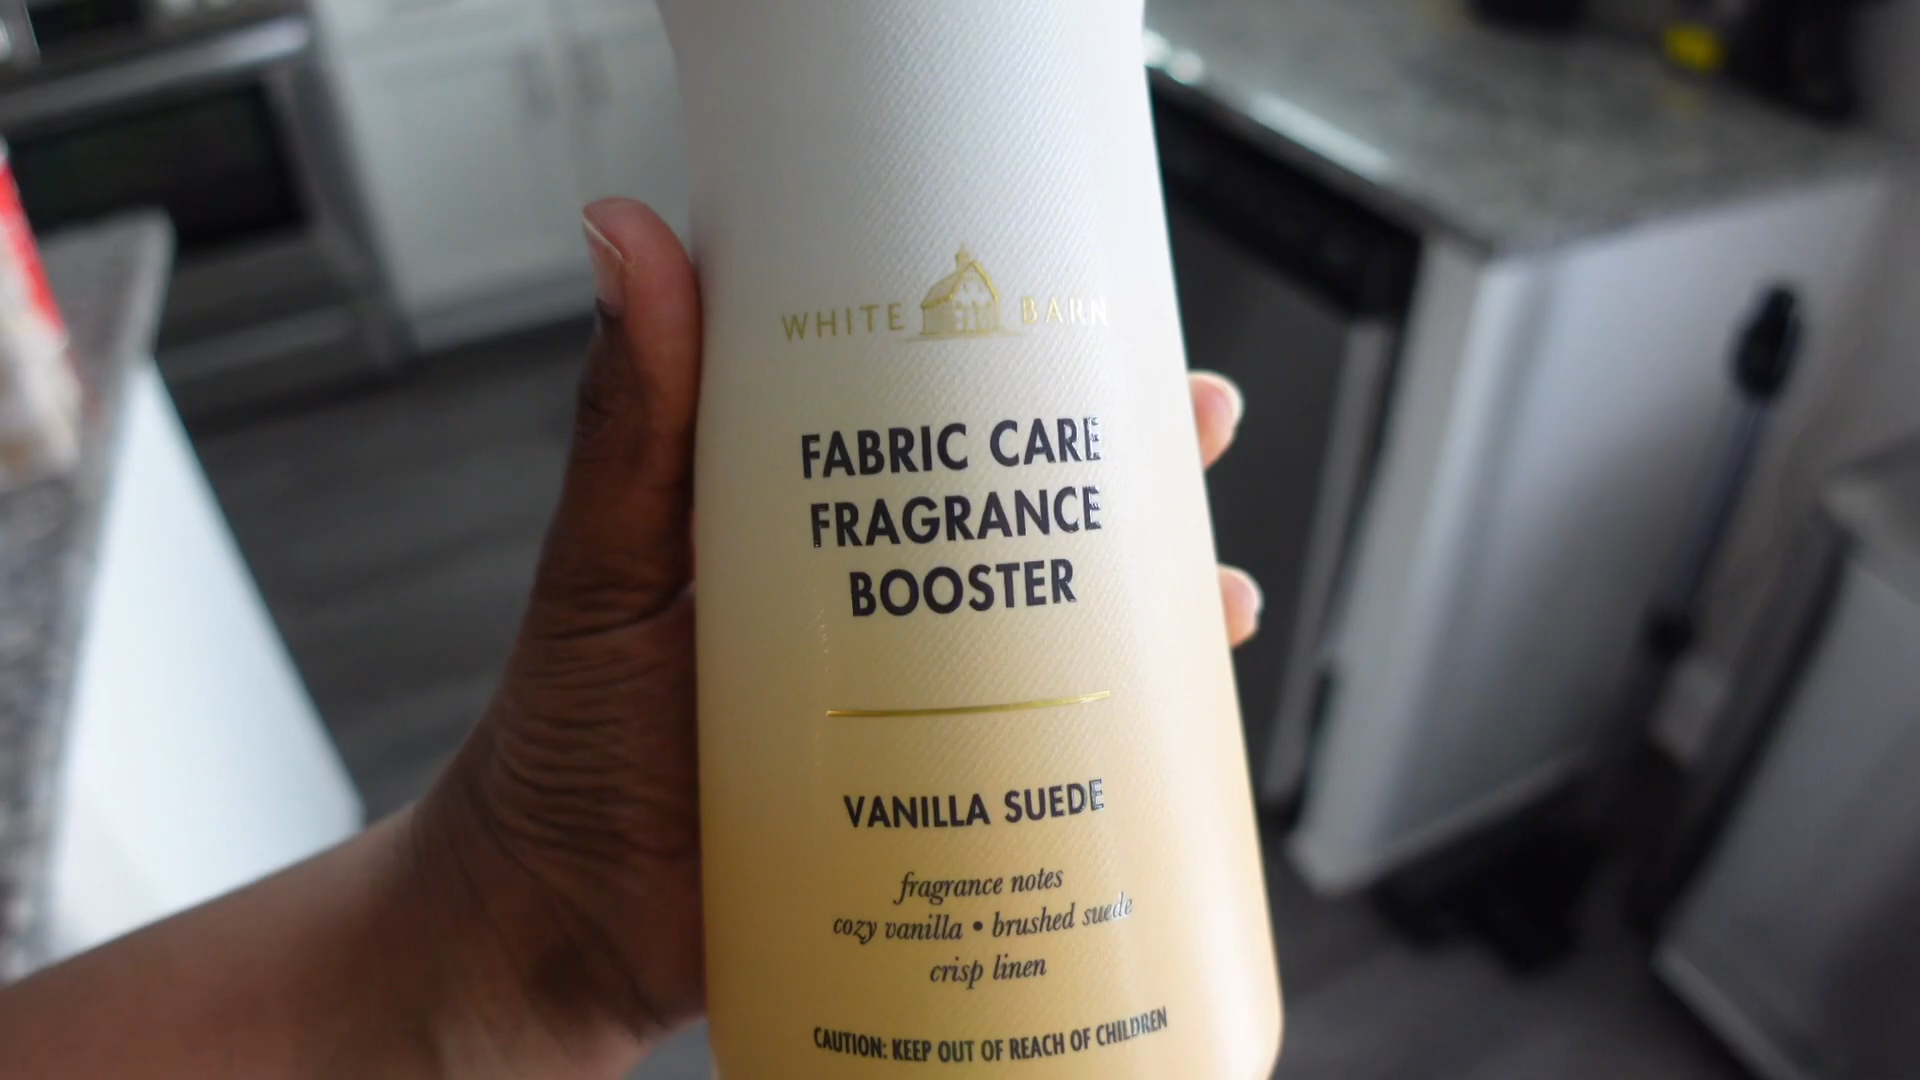 WHITE BARN
FABRIC CARE
FRAGRANCE
BOOSTER
VANILLA SUEDE
fragrance notes
cozy vanilla • brushed suede
crisp linen
CAUTION: KEEP OUT OF REACH OF CHILDREN